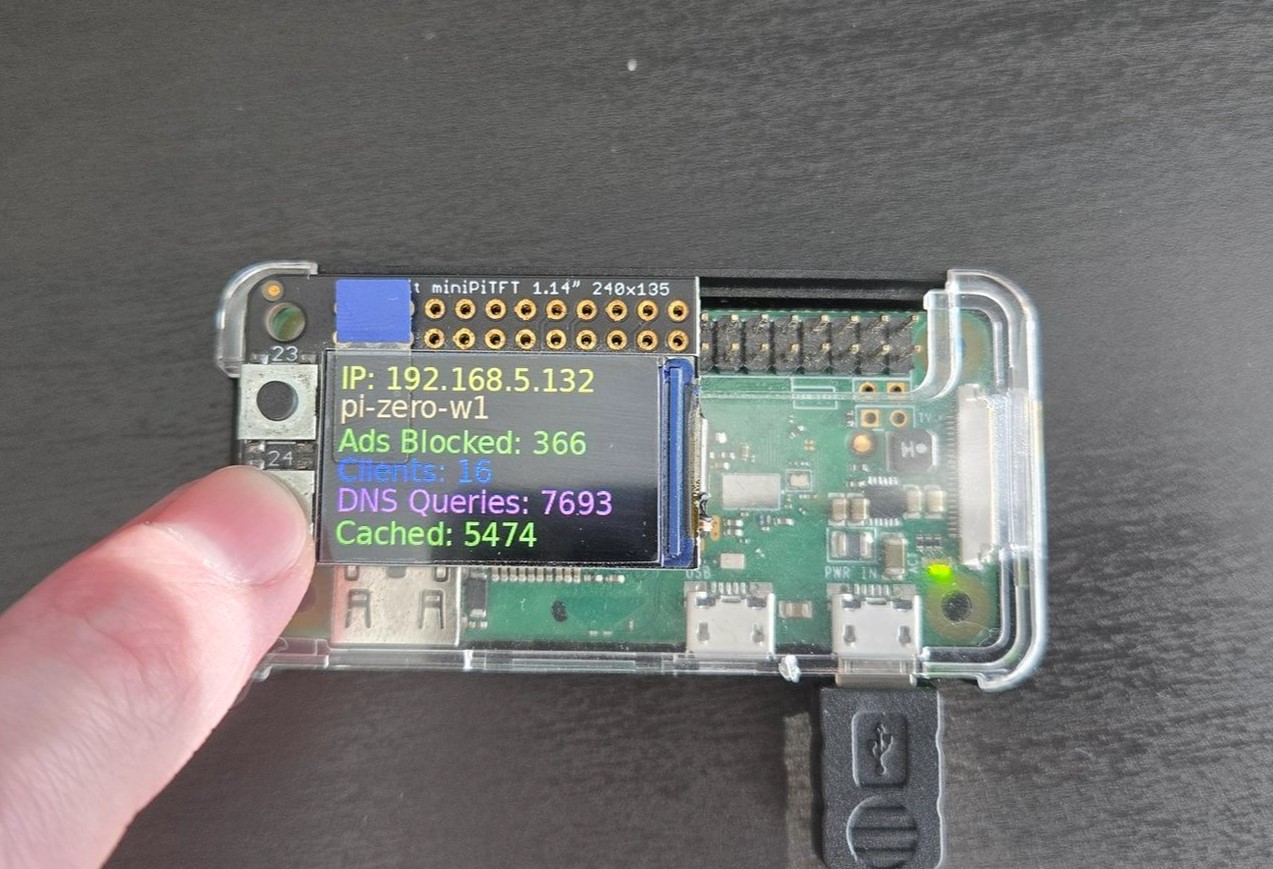 t miniPiTFT 1.14" 240x135
23
24
IP: 192.168.5.132
pi-zero-w1
Ads Blocked: 366
Clients: 16
DNS Queries: 7693
Cached: 5474
USB
PWR IN